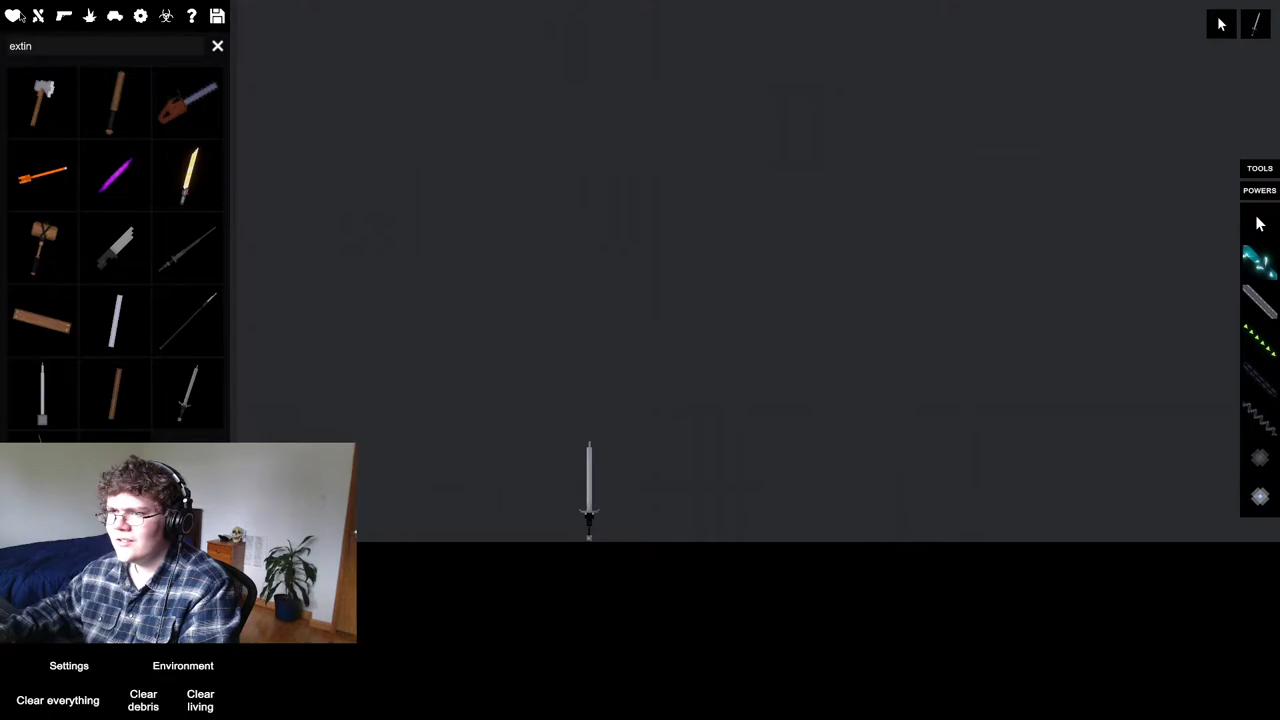 extin
TOOLS
POWERS
Settings
Environment
Clear everything
Clear
debris
Clear
living